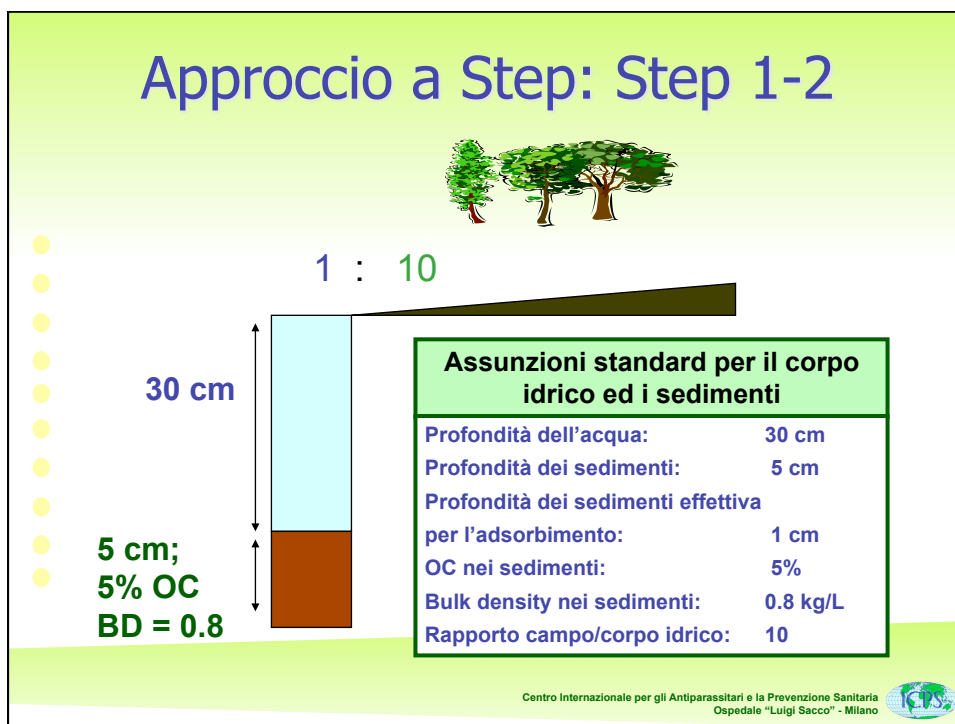 Approccio a Step: Step 1-2
1 : 10
30 cm
5 cm;
5% OC
BD = 0.8
Assunzioni standard per il corpo
idrico ed i sedimenti
Profondità dell’acqua: 30 cm
Profondità dei sedimenti: 5 cm
Profondità dei sedimenti effettiva
per l’adsorbimento: 1 cm
OC nei sedimenti: 5%
Bulk density nei sedimenti: 0.8 kg/L
Rapporto campo/corpo idrico: 10
Centro Internazionale per gli Antiparassitari e la Prevenzione Sanitaria
Ospedale “Luigi Sacco” - Milano
ICPS